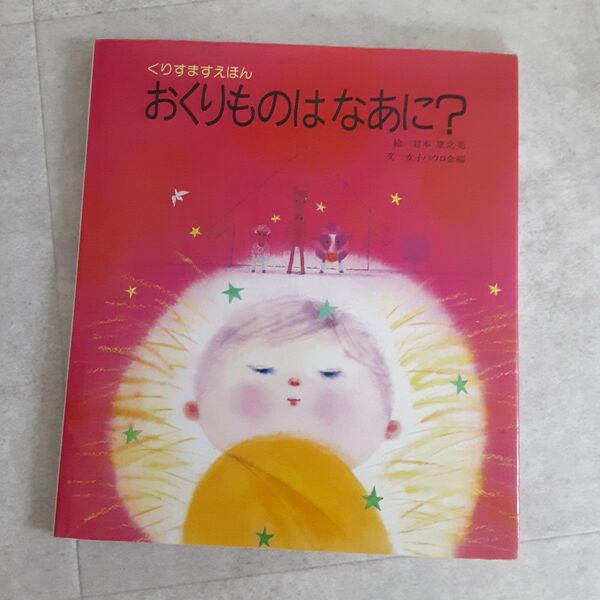 くりすますえほん
おくりものはなあに?
絵 岩本 康之亮
文 女子パウロ会編